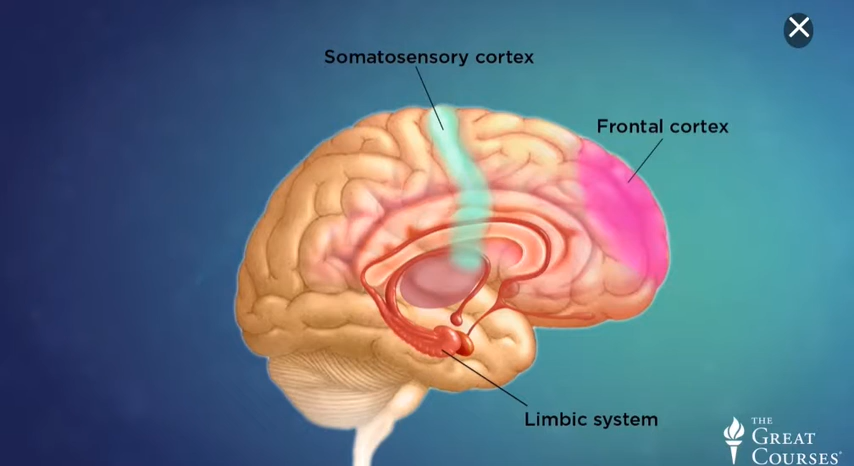 Somatosensory cortex
Frontal cortex
Limbic system
THE
GREAT
COURSES®